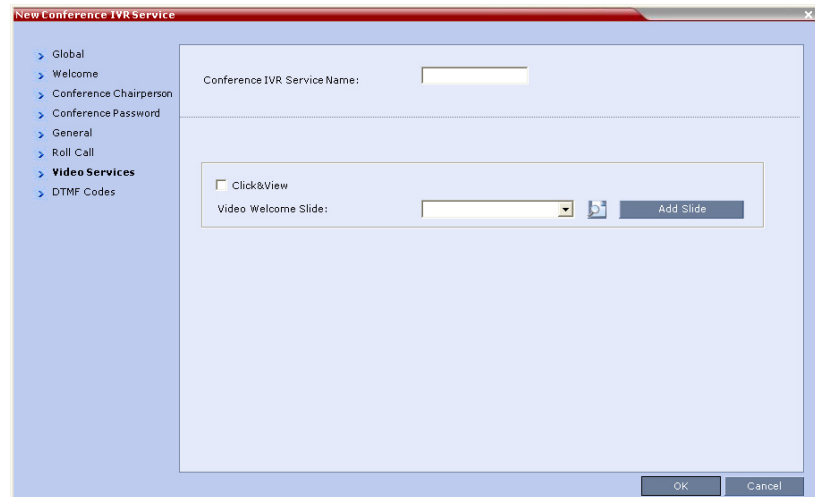 New Conference IVR Service
Global
Welcome
Conference Chairperson
Conference Password
General
Roll Call
Video Services
DTMF Codes
Conference IVR Service Name:
Click&View
Video Welcome Slide:
Add Slide
OK
Cancel